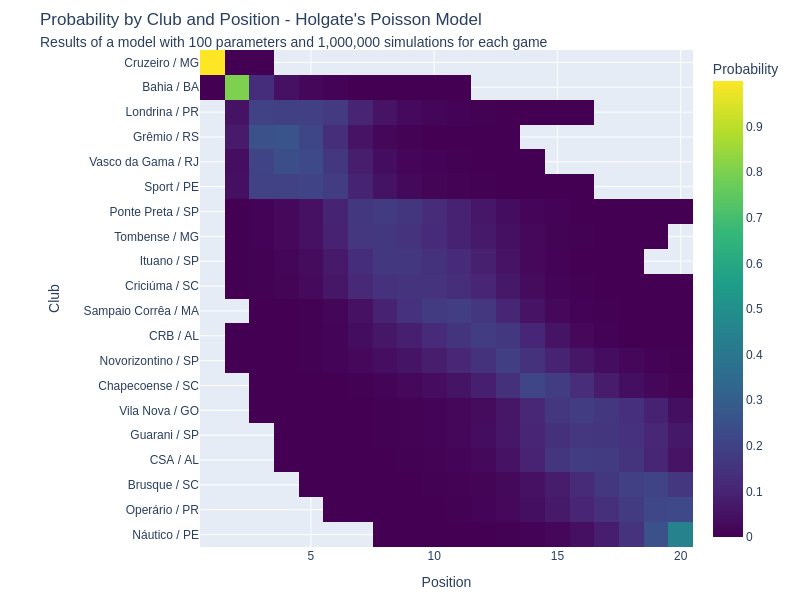 Probability by Club and Position - Holgate's Poisson Model
Results of a model with 100 parameters and 1,000,000 simulations for each game
Probability
Cruzeiro / MG
Bahia / BA
Londrina / PR
Grêmio / RS
Vasco da Gama / RJ
Sport / PE
Ponte Preta / SP
Tombense / MG
Ituano / SP
Criciúma / SC
Sampaio Corrêa / MA
CRB / AL
Novorizontino / SP
Chapecoense / SC
Vila Nova / GO
Guarani / SP
CSA / AL
Brusque / SC
Operário / PR
Náutico / PE
Club
5
10
15
20
Position
0.9
0.8
0.7
0.6
0.5
0.4
0.3
0.2
0.1
0